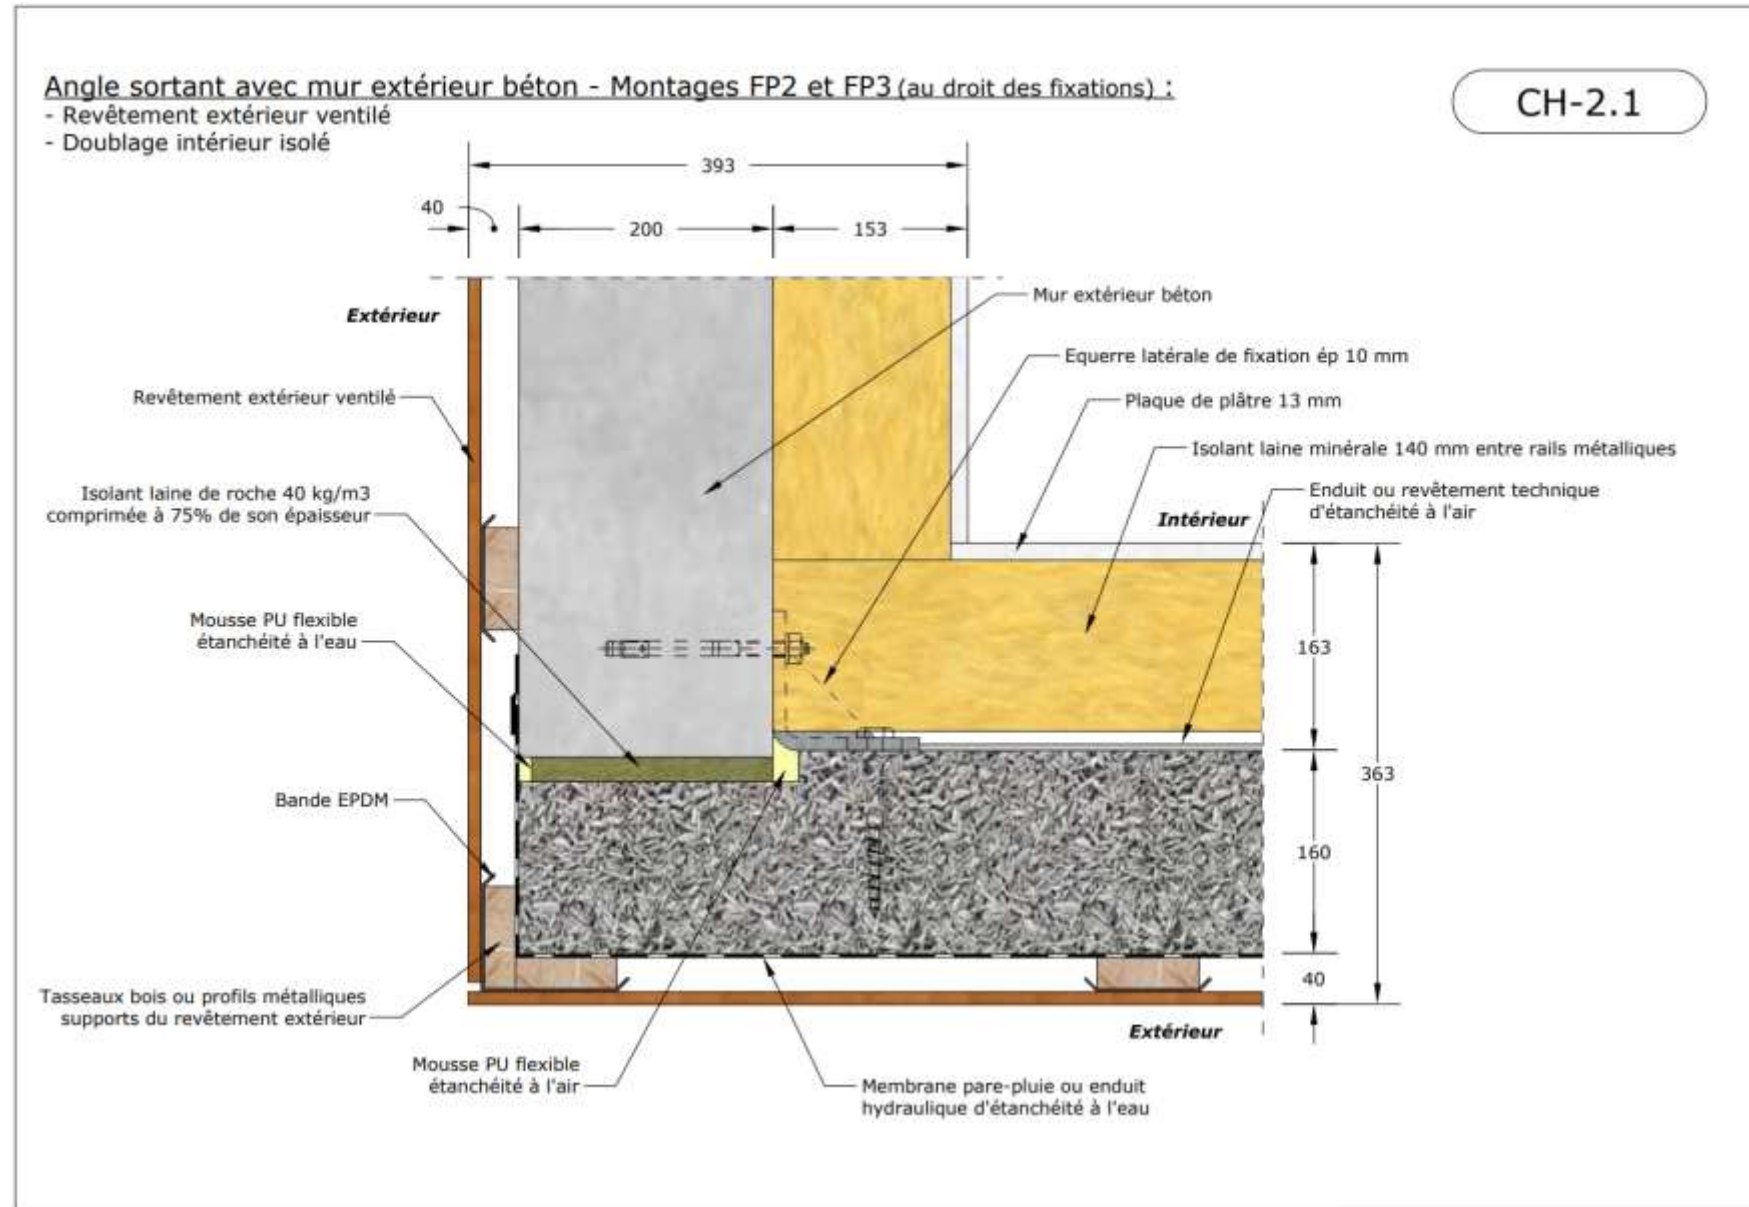 Angle sortant avec mur extérieur béton - Montages FP2 et FP3 (au droit des fixations) :
- Revêtement extérieur ventilé
- Doublage intérieur isolé
CH-2.1
393
40
200
153
Extérieur
Mur extérieur béton
Equerre latérale de fixation ép 10 mm
Revêtement extérieur ventilé
Plaque de plâtre 13 mm
Isolant laine minérale 140 mm entre rails métalliques
Isolant laine de roche 40 kg/m3
comprimée à 75% de son épaisseur
Enduit ou revêtement technique
d'étanchéité à l'air
Intérieur
Mousse PU flexible
étanchéité à l'eau
163
363
Bande EPDM
160
40
Tasseaux bois ou profils métalliques
supports du revêtement extérieur
Extérieur
Mousse PU flexible
étanchéité à l'air
Membrane pare-pluie ou enduit
hydraulique d'étanchéité à l'eau